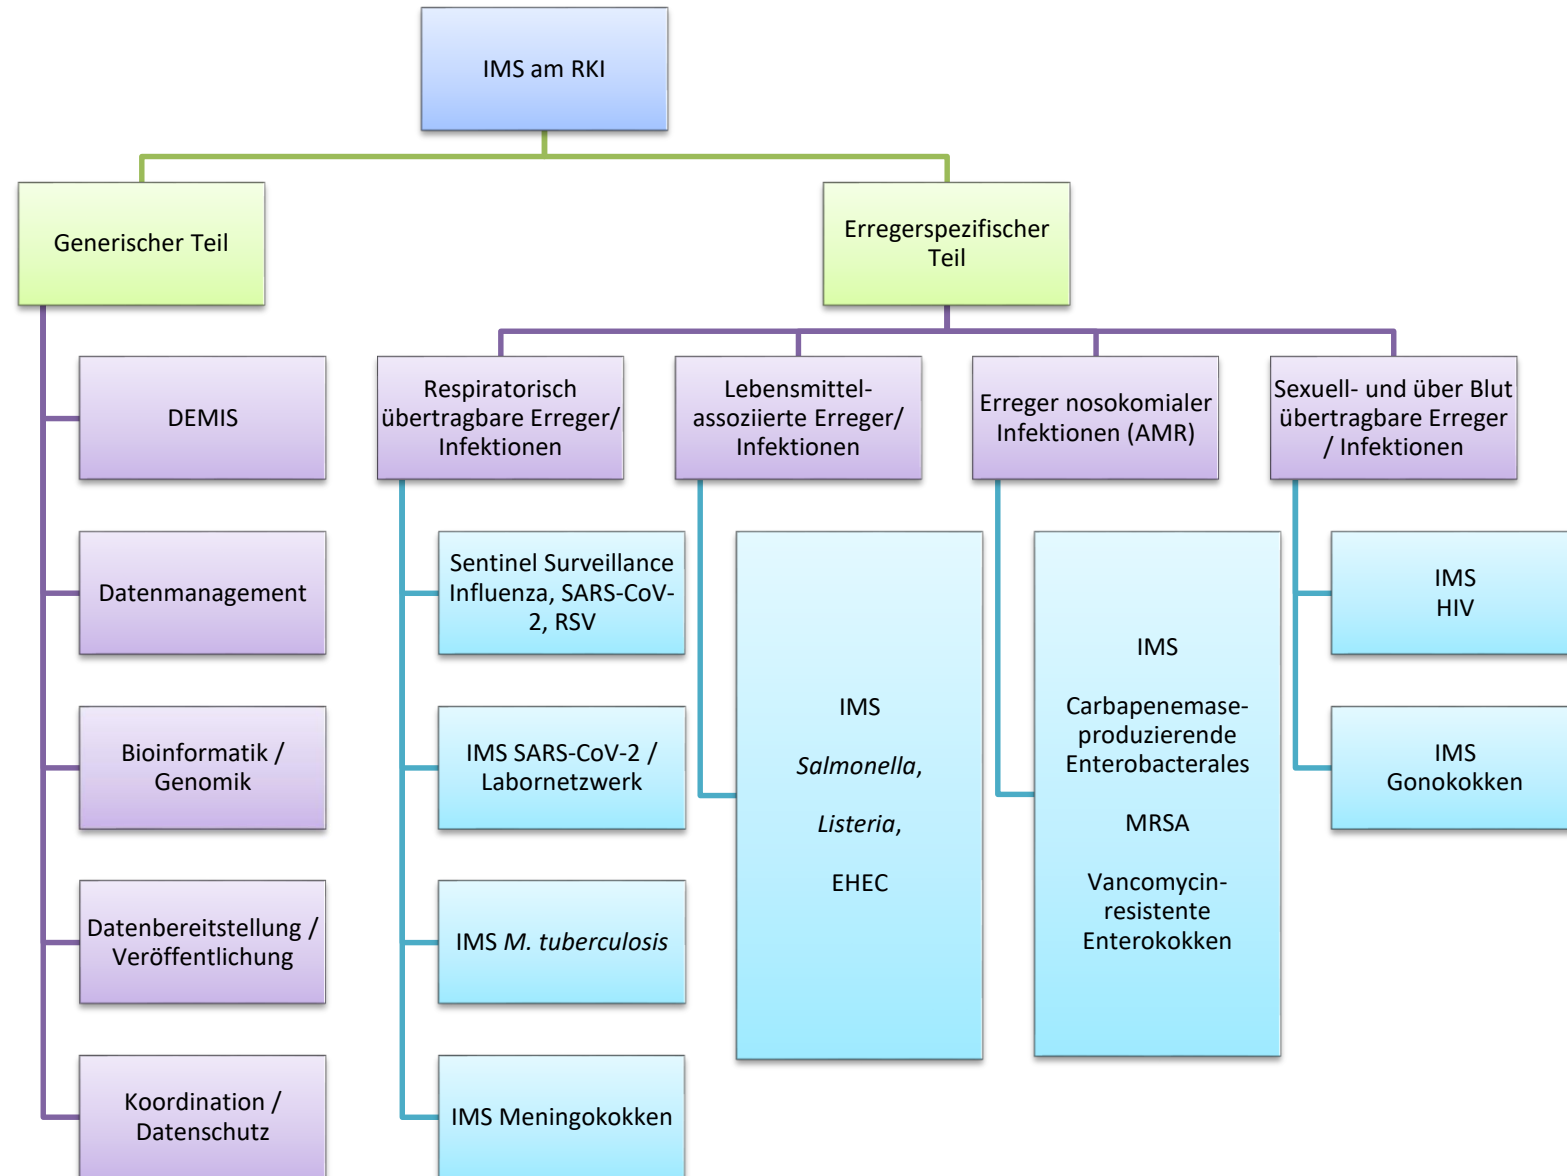 IMS am RKI
Generischer Teil
Erregerspezifischer
Teil
DEMIS
Datenmanagement
Bioinformatik /
Genomik
Datenbereitstellung /
Veröffentlichung
Koordination /
Datenschutz
Respiratorisch
übertragbare Erreger/
Infektionen
Sentinel Surveillance
Influenza, SARS-CoV-
2, RSV
IMS SARS-CoV-2 /
Labornetzwerk
IMS M. tuberculosis
IMS Meningokokken
Lebensmittel-
assoziierte Erreger/
Infektionen
IMS
Salmonella,
Listeria,
EHEC
Erreger nosokomialer
Infektionen (AMR)
IMS
Carbapenemase-
produzierende
Enterobacterales
MRSA
Vancomycin-
resistente
Enterokokken
Sexuell- und über Blut
übertragbare Erreger
/ Infektionen
IMS
HIV
IMS
Gonokokken